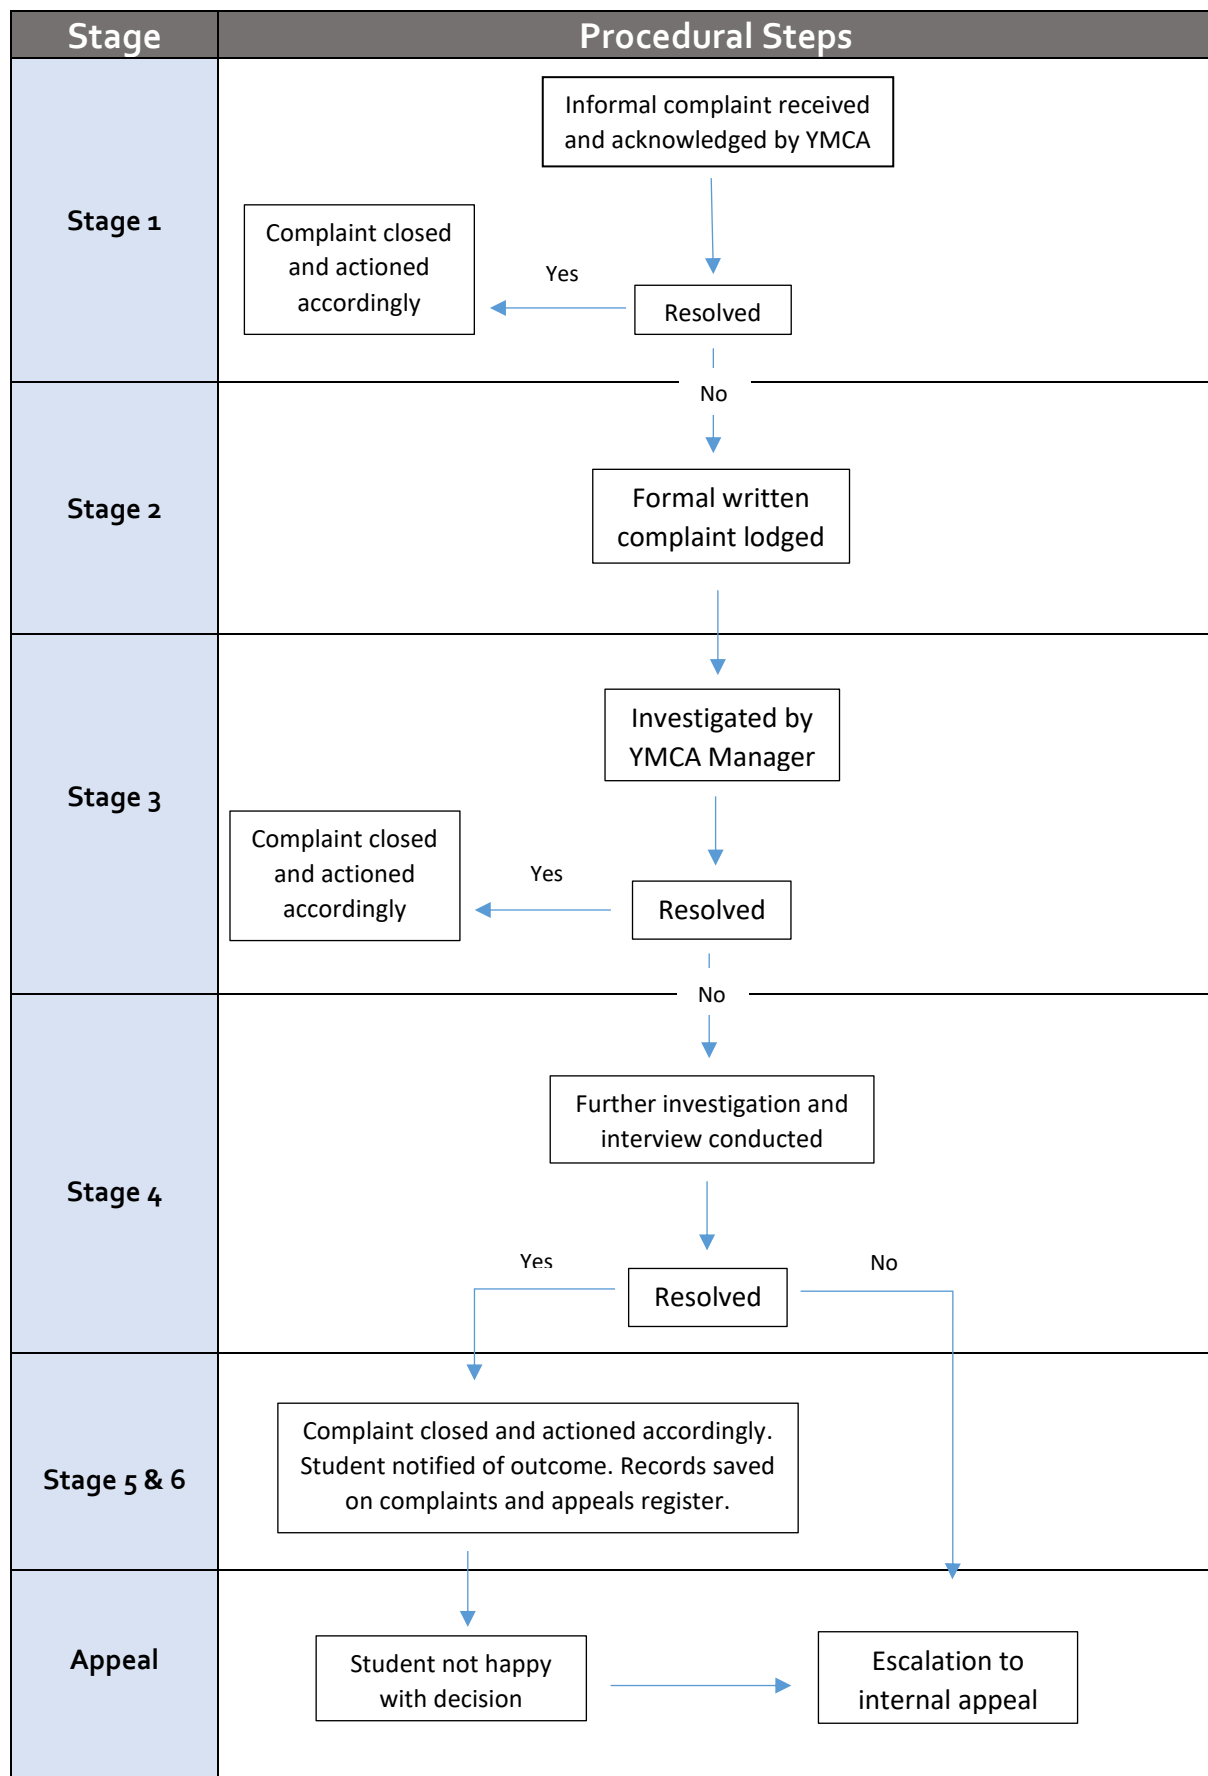 Stage
Procedural Steps
Stage 1
Informal complaint received
and acknowledged by YMCA
Complaint closed
and actioned
accordingly
Yes
Resolved
No
Stage 2
Formal written
complaint lodged
Stage 3
Investigated by
YMCA Manager
Complaint closed
and actioned
accordingly
Yes
Resolved
No
Stage 4
Further investigation and
interview conducted
Yes
No
Resolved
Stage 5 & 6
Complaint closed and actioned accordingly.
Student notified of outcome. Records saved
on complaints and appeals register.
Appeal
Student not happy
with decision
Escalation to
internal appeal